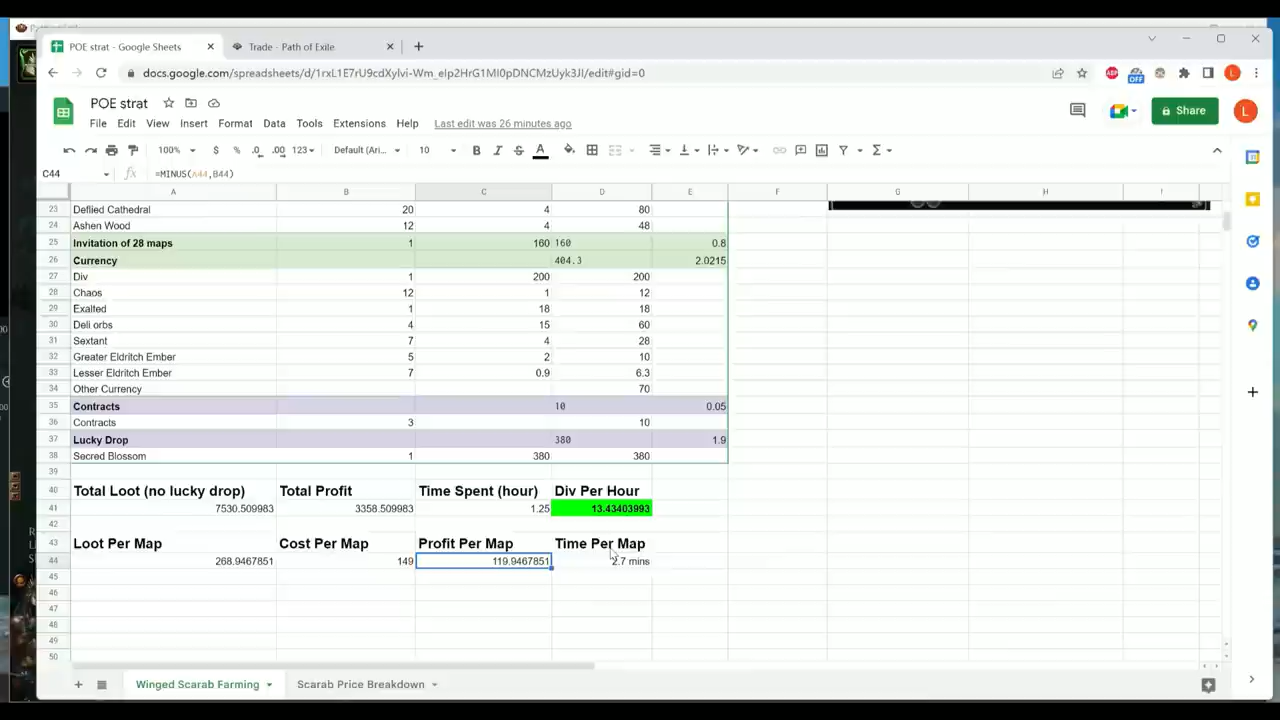 POE strat - Google Sheets
Trade - Path of Exile
docs.google.com/spreadsheets/d/1rxL1E7rU9cdXylvi-Wm_eIp2HrG1MI0pDNCMzUyk3JI/edit#gid=0
ABP
OFF
L
POE strat
File Edit View Insert Format Data Tools Extensions Help Last edit was 26 minutes ago
Share
L
100% $ % .0 .00 123 Default (Ari... 10 B I S A
C44 fx =MINUS(A44,B44)
A B C D E F G H I
23 Deflied Cathedral 20 4 80
24 Ashen Wood 12 4 48
25 Invitation of 28 maps 1 160 160 0.8
26 Currency 404.3 2.0215
27 Div 1 200 200
28 Chaos 12 1 12
29 Exalted 1 18 18
30 Deli orbs 4 15 60
31 Sextant 7 4 28
32 Greater Eldritch Ember 5 2 10
33 Lesser Eldritch Ember 7 0.9 6.3
34 Other Currency 70
35 Contracts 10 0.05
36 Contracts 3 10
37 Lucky Drop 380 1.9
38 Secred Blossom 1 380 380
39
40 Total Loot (no lucky drop) Total Profit Time Spent (hour) Div Per Hour
41 7530.509983 3358.509983 1.25 13.43403993
42
43 Loot Per Map Cost Per Map Profit Per Map Time Per Map
44 268.9467851 149 119.9467851 2.7 mins
45
46
47
48
49
50
Winged Scarab Farming Scarab Price Breakdown